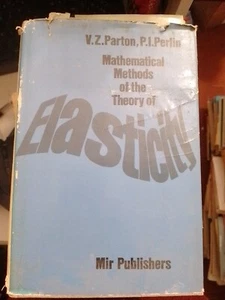 V.Z.Parton, P.I.Perlin
Mathematical
Methods
of the
Theory of
Elasticity
Mir Publishers